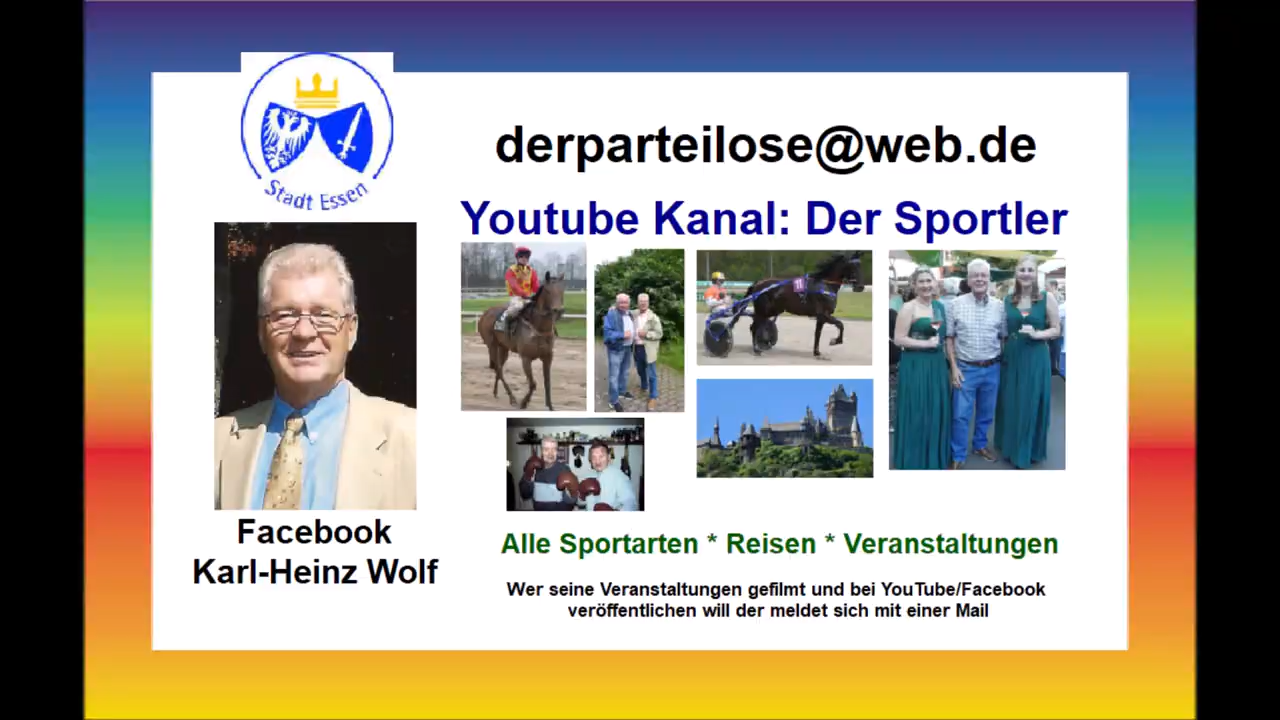 Stadt Essen
derparteilose@web.de
Youtube Kanal: Der Sportler
11
Facebook
Karl-Heinz Wolf
Alle Sportarten * Reisen * Veranstaltungen
Wer seine Veranstaltungen gefilmt und bei YouTube/Facebook
veröffentlichen will der meldet sich mit einer Mail